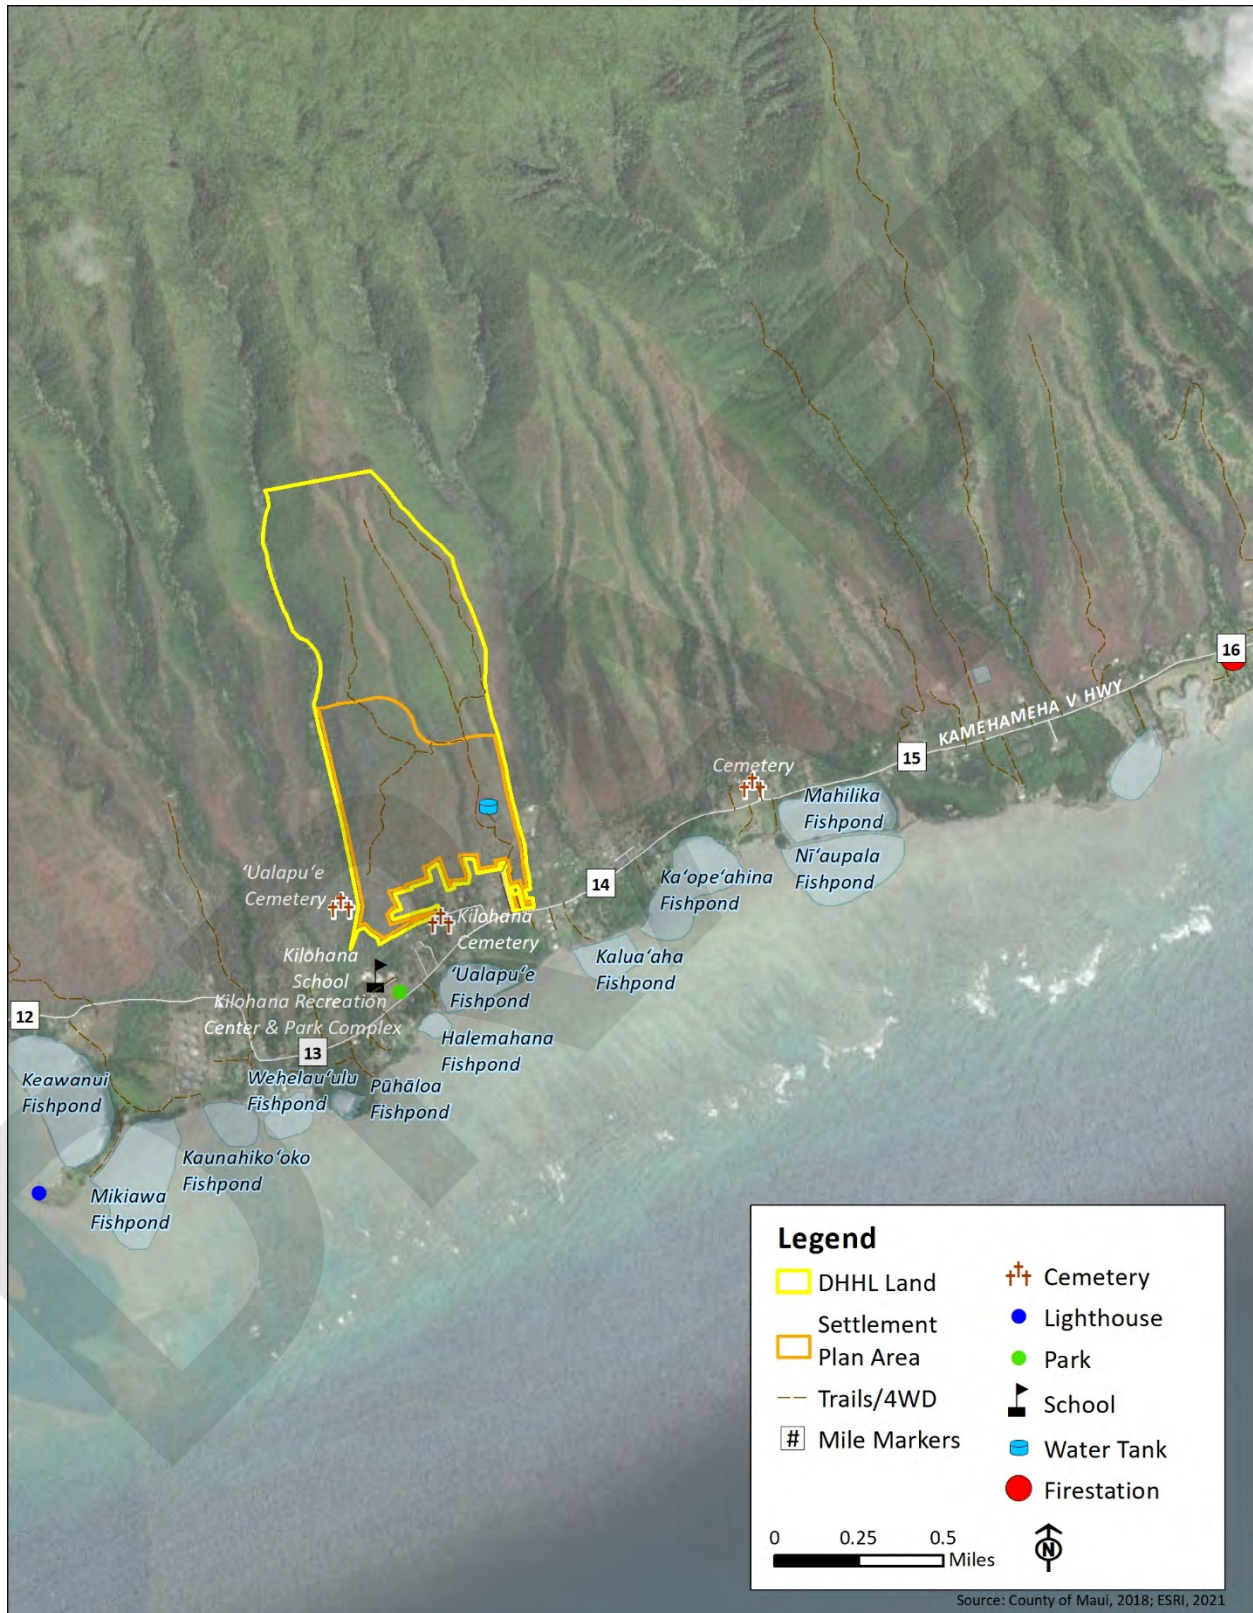 16
KAMEHAMEHA V HWY
15
Cemetery
Mahilika
Fishpond
Nī‘aupala
Fishpond
Ka‘ope‘ahina
Fishpond
14
‘Ualapu‘e
Cemetery
Kilohana
Cemetery
Kilohana
School
Kalua‘aha
Fishpond
‘Ualapu‘e
Fishpond
Kilohana Recreation
Center & Park Complex
12
Halemahana
Fishpond
13
Keawanui
Fishpond
Wehelau‘ulu
Fishpond
Pūhāloa
Fishpond
Kaunahiko‘oko
Fishpond
Mikiawa
Fishpond
Legend
DHHL Land
Settlement
Plan Area
Trails/4WD
# Mile Markers
Cemetery
Lighthouse
Park
School
Water Tank
Firestation
0 0.25 0.5
Miles
N
Source: County of Maui, 2018; ESRI, 2021
DRAFT